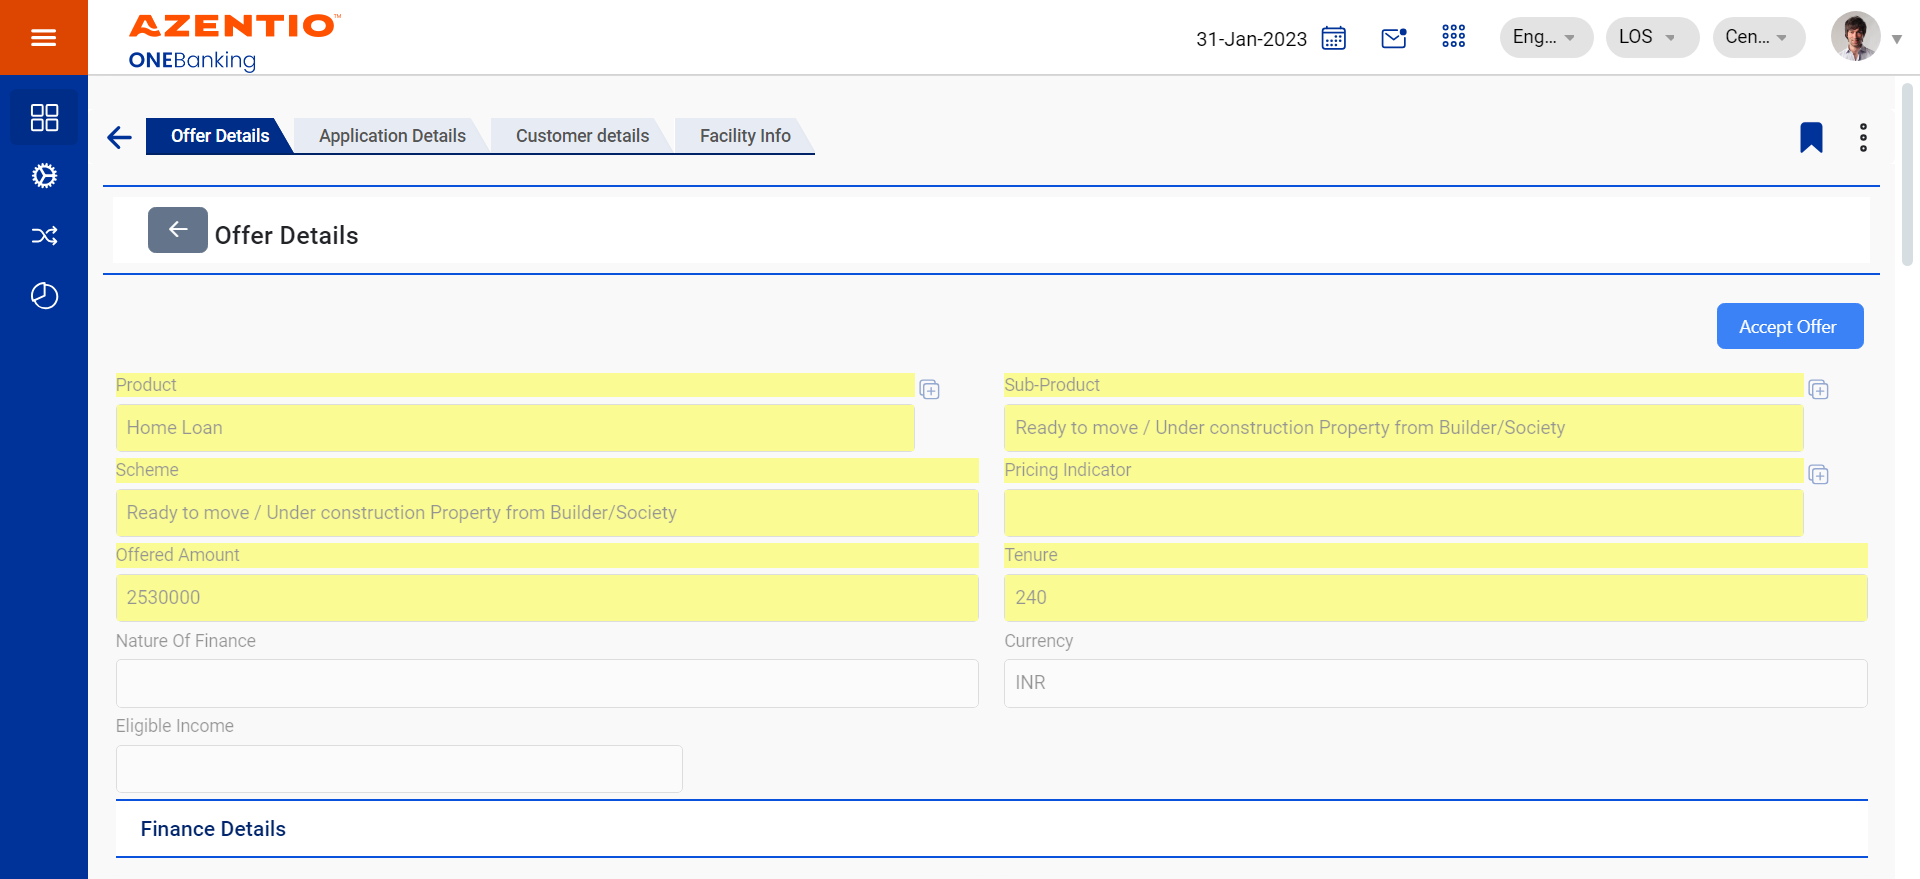 AZENTIO™
ONEBanking
31-Jan-2023
Eng...
LOS
Cen...
Offer Details
Application Details
Customer details
Facility Info
Offer Details
Accept Offer
Product
Sub-Product
Home Loan
Ready to move / Under construction Property from Builder/Society
Scheme
Pricing Indicator
Ready to move / Under construction Property from Builder/Society
Offered Amount
Tenure
2530000
240
Nature Of Finance
Currency
INR
Eligible Income
Finance Details